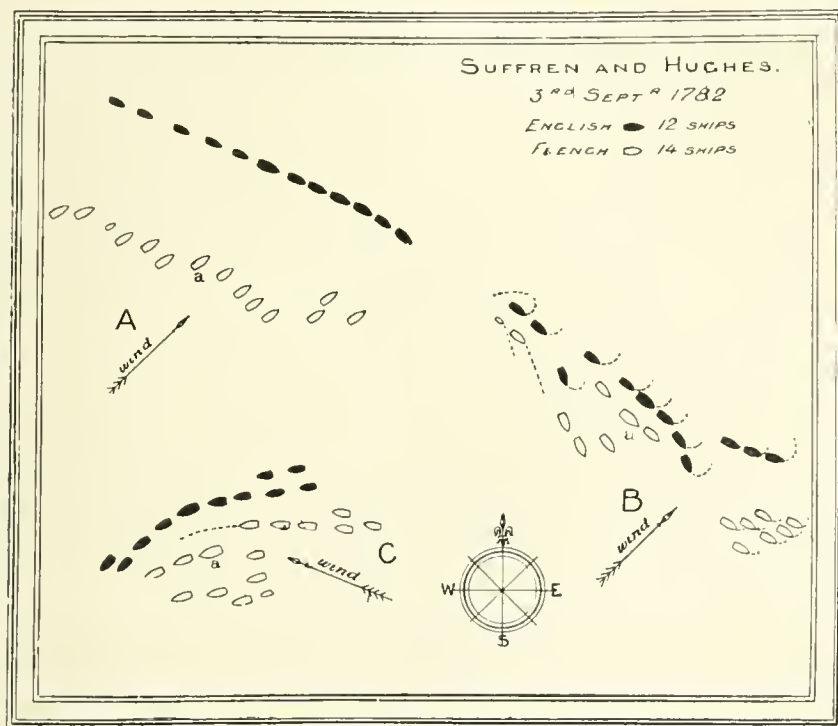 SUFFREN AND HUGHES.
3RD SEPTR 1782
ENGLISH 12 SHIPS
FRENCH 14 SHIPS
a
A
wind
a
B
wind
a
C
wind
W E
S